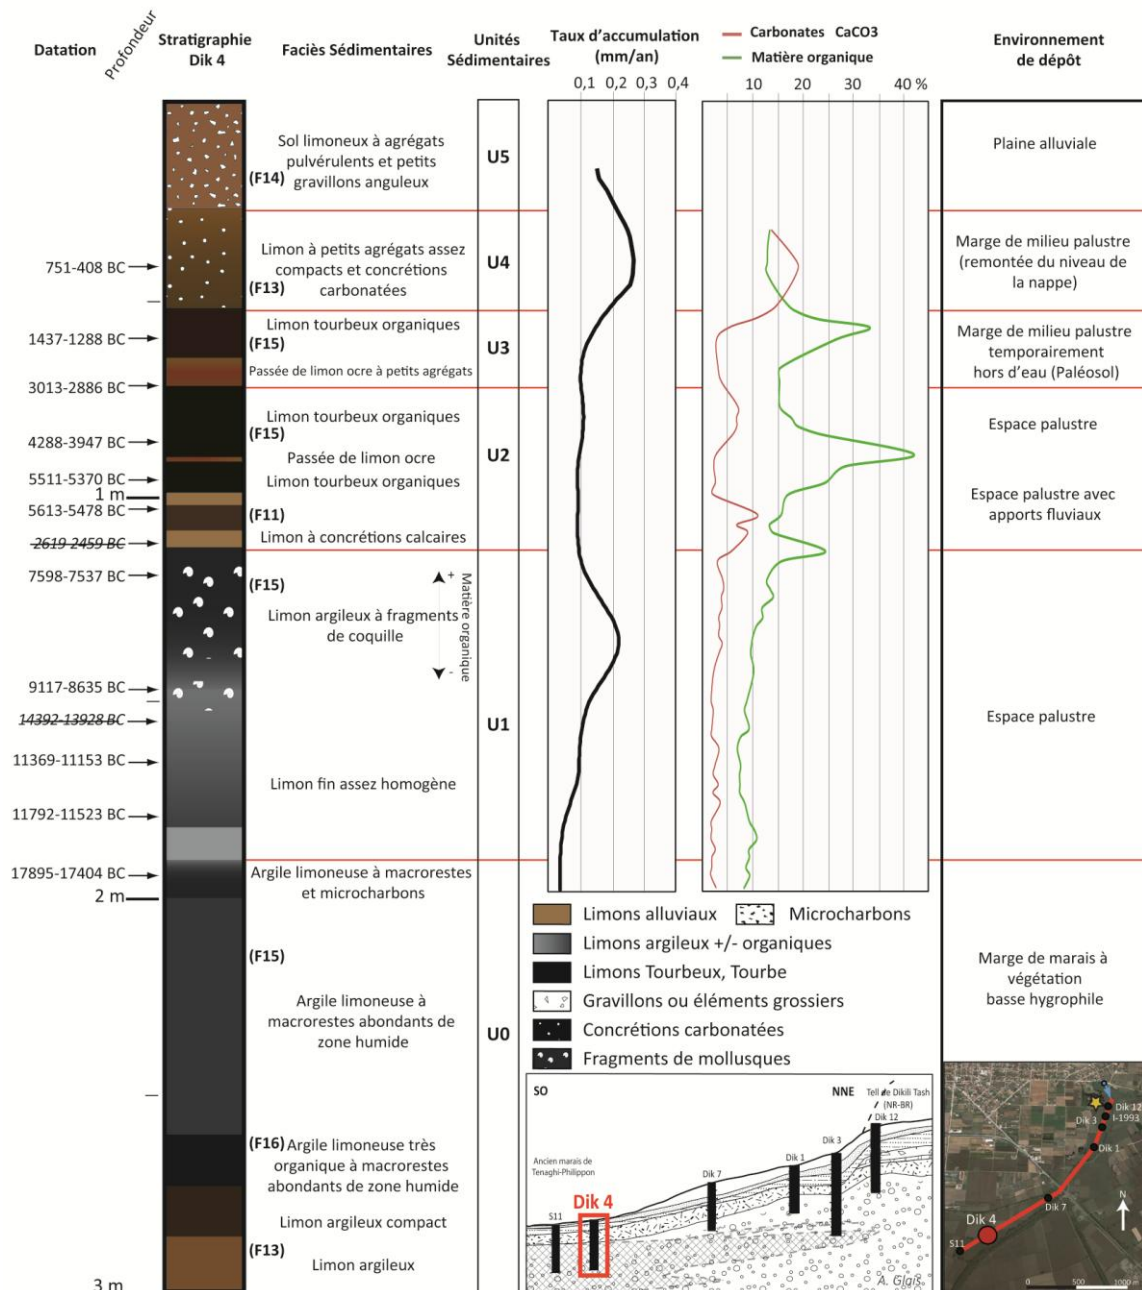 Datation
Profondeur
Stratigraphie
Dik 4
Faciès Sédimentaires
Unités
Sédimentaires
Taux d'accumulation
(mm/an)
0,1 0,2 0,3 0,4
Carbonates CaCO3
Matière organique
10 20 30 40 %
Environnement
de dépôt
Sol limoneux à agrégats
pulvérulents et petits
gravillons anguleux
(F14)
U5
Plaine alluviale
751-408 BC
Limon à petits agrégats assez
compacts et concrétions
carbonatées
(F13)
U4
Marge de milieu palustre
(remontée du niveau de
la nappe)
1437-1288 BC
Limon tourbeux organiques
(F15)
Passée de limon ocre à petits agrégats
U3
Marge de milieu palustre
temporairement
hors d'eau (Paléosol)
3013-2886 BC
4288-3947 BC
5511-5370 BC
1 m
5613-5478 BC
2619-2459 BC
Limon tourbeux organiques
(F15)
Passée de limon ocre
Limon tourbeux organiques
(F11)
Limon à concrétions calcaires
U2
Espace palustre
Espace palustre avec
apports fluviaux
7598-7537 BC
9117-8635 BC
14392-13928 BC
11369-11153 BC
11792-11523 BC
(F15)
Limon argileux à fragments
de coquille
+
Matière organique
-
Limon fin assez homogène
U1
Espace palustre
17895-17404 BC
2 m
Argile limoneuse à macrorestes
et microcharbons
(F15)
Argile limoneuse à
macrorestes abondants de
zone humide
(F16)
Argile limoneuse très
organique à macrorestes
abondants de zone humide
Limon argileux compact
(F13)
Limon argileux
3 m
U0
Marge de marais à
végétation
basse hygrophile
Limons alluviaux
Microcharbons
Limons argileux +/- organiques
Limons Tourbeux, Tourbe
Gravillons ou éléments grossiers
Concrétions carbonatées
Fragments de mollusques
SO
NNE
Tell de Dikili Tash
(NR-BR)
Dik 12
Dik 3
Dik 1
Dik 7
Ancien marais de
Tenaghi-Philippon
Dik 4
S11
A. Glais
Dik 12
I-1993
Dik 3
Dik 1
Dik 7
Dik 4
S11
N
0 500 1000 m